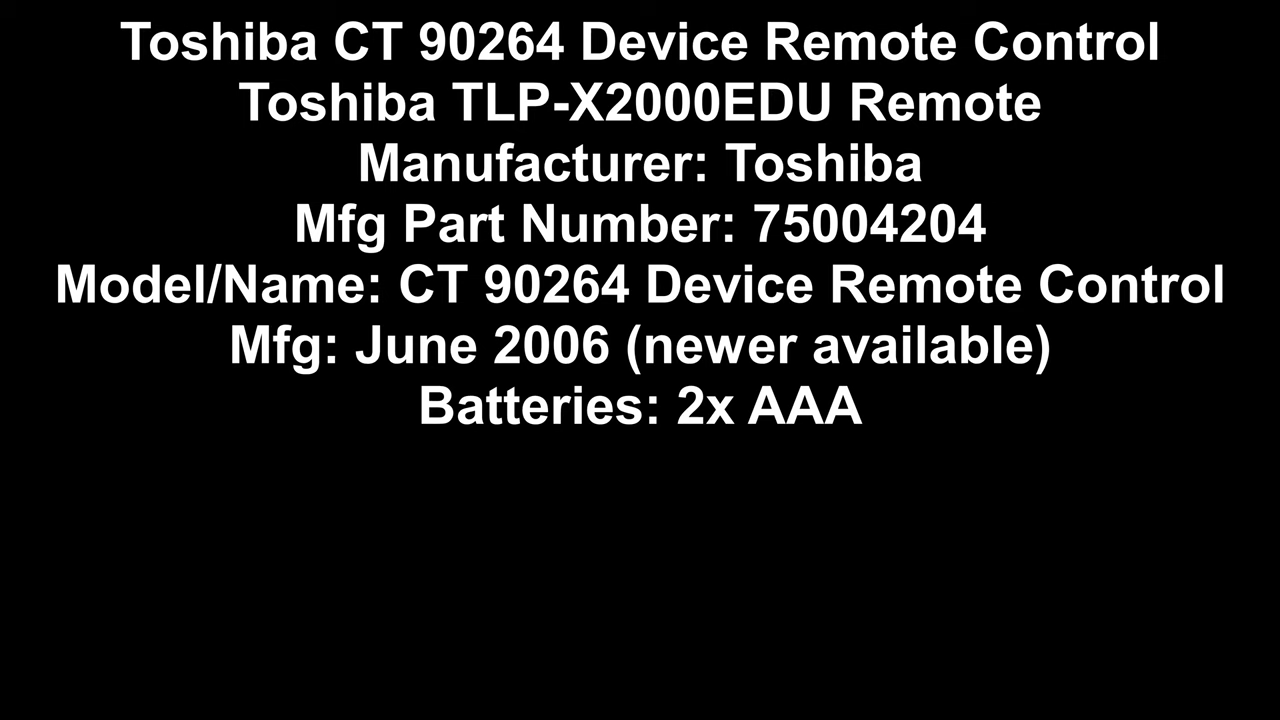 Toshiba CT 90264 Device Remote Control
Toshiba TLP-X2000EDU Remote
Manufacturer: Toshiba
Mfg Part Number: 75004204
Model/Name: CT 90264 Device Remote Control
Mfg: June 2006 (newer available)
Batteries: 2x AAA